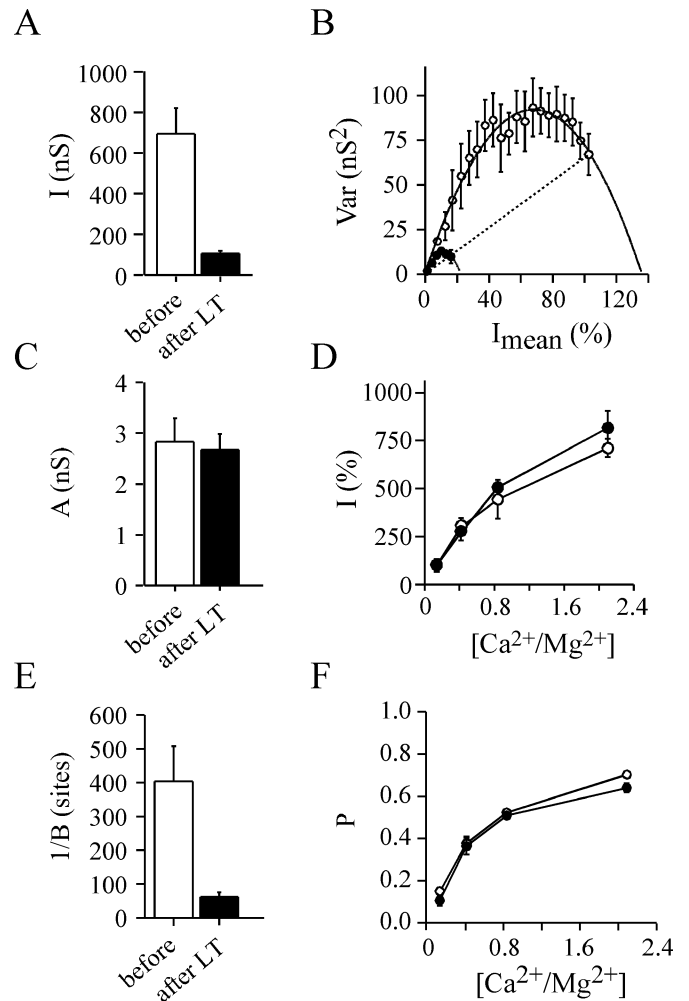 A
I (nS)
1000
800
600
400
200
0
before
after LT
B
Var (nS²)
100
75
50
25
0
0
40
80
120
Imean (%)
C
A (nS)
4
3
2
1
0
before
after LT
D
I (%)
1000
750
500
250
0
0
0.8
1.6
2.4
[Ca²⁺/Mg²⁺]
E
1/B (sites)
600
500
400
300
200
100
0
before
after LT
F
P
1.0
0.8
0.6
0.4
0.2
0.0
0
0.8
1.6
2.4
[Ca²⁺/Mg²⁺]